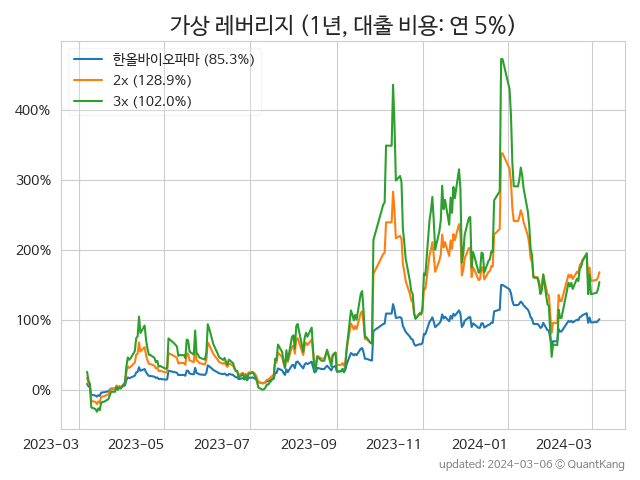 가상 레버리지 (1년, 대출 비용: 연 5%)
한올바이오파마 (85.3%)
2x (128.9%)
3x (102.0%)
400%
300%
200%
100%
0%
2023-03 2023-05 2023-07 2023-09 2023-11 2024-01 2024-03
updated: 2024-03-06 © QuantKang